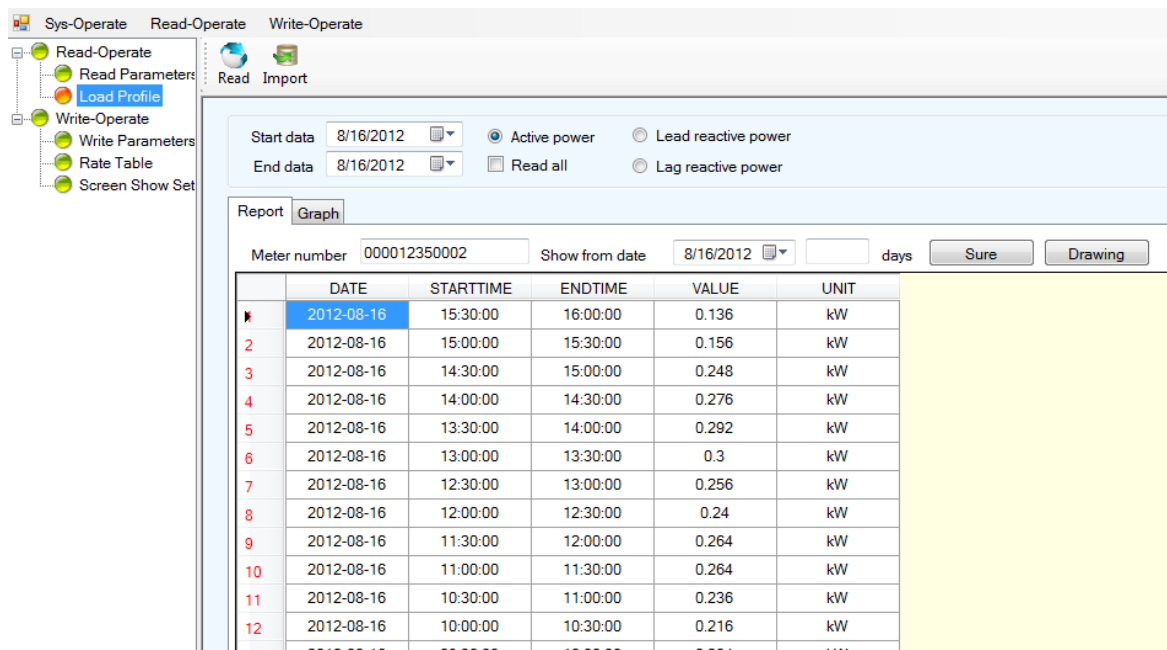 Sys-Operate Read-Operate Write-Operate
Read-Operate
Read Parameters
Load Profile
Write-Operate
Write Parameters
Rate Table
Screen Show Set
Read Import
Start data 8/16/2012 Active power Lead reactive power
End data 8/16/2012 Read all Lag reactive power
Report Graph
Meter number 000012350002 Show from date 8/16/2012 days Sure Drawing
DATE STARTTIME ENDTIME VALUE UNIT
2012-08-16 15:30:00 16:00:00 0.136 kW
2 2012-08-16 15:00:00 15:30:00 0.156 kW
3 2012-08-16 14:30:00 15:00:00 0.248 kW
4 2012-08-16 14:00:00 14:30:00 0.276 kW
5 2012-08-16 13:30:00 14:00:00 0.292 kW
6 2012-08-16 13:00:00 13:30:00 0.3 kW
7 2012-08-16 12:30:00 13:00:00 0.256 kW
8 2012-08-16 12:00:00 12:30:00 0.24 kW
9 2012-08-16 11:30:00 12:00:00 0.264 kW
10 2012-08-16 11:00:00 11:30:00 0.264 kW
11 2012-08-16 10:30:00 11:00:00 0.236 kW
12 2012-08-16 10:00:00 10:30:00 0.216 kW